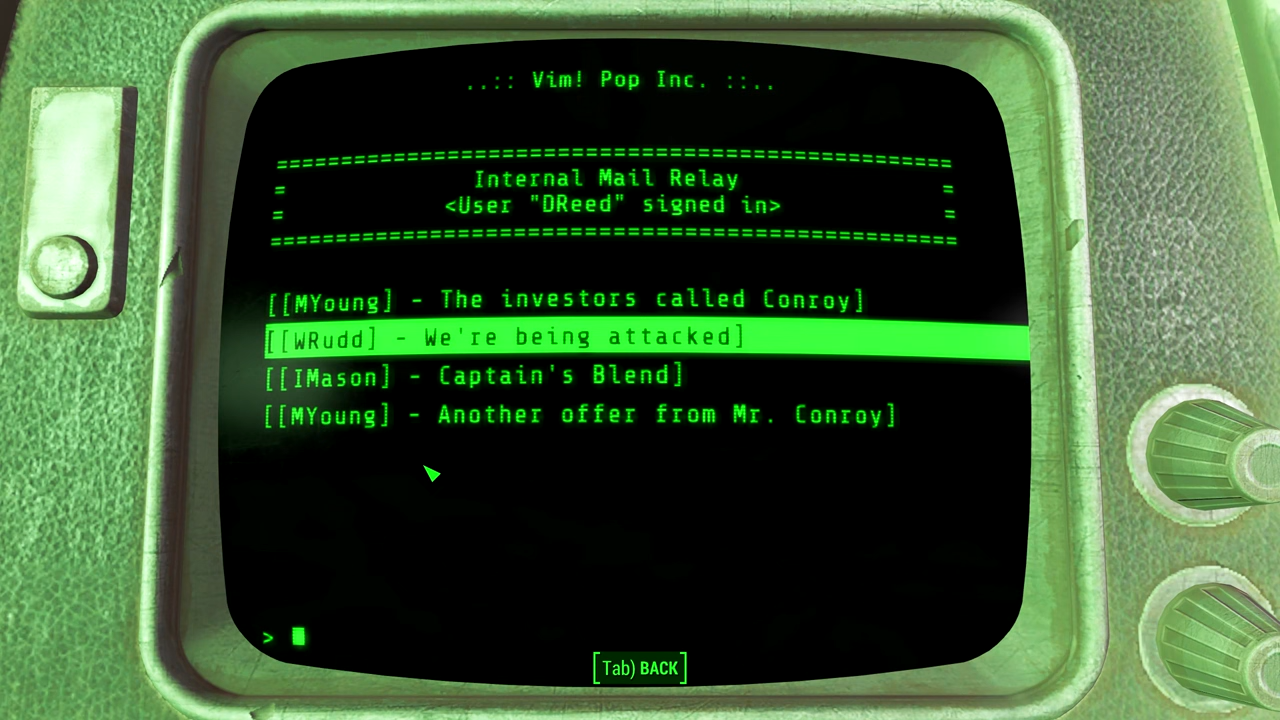 ..:: Vim! Pop Inc. ::..
==================================================
= Internal Mail Relay =
= <User "DReed" signed in> =
==================================================
[[MYoung] - The investors called Conroy]
[[WRudd] - We're being attacked]
[[IMason] - Captain's Blend]
[[MYoung] - Another offer from Mr. Conroy]
>
Tab) BACK